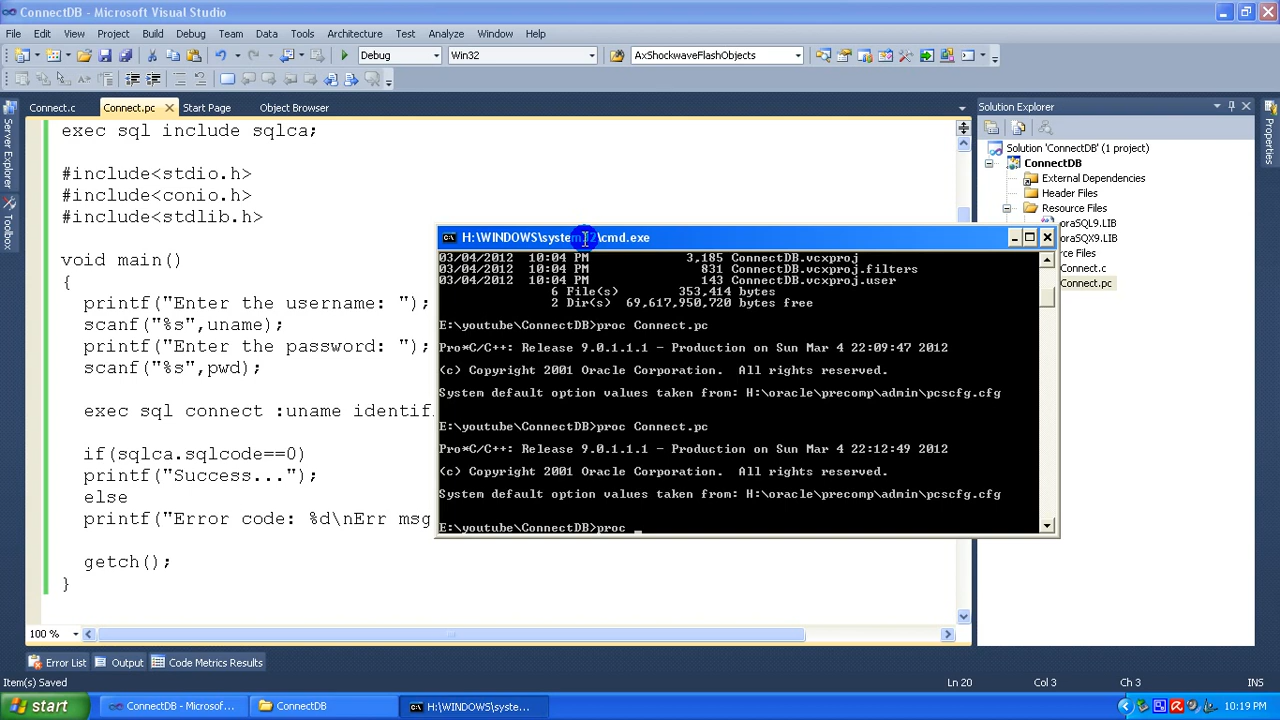 ConnectDB - Microsoft Visual Studio
File Edit View Project Build Debug Team Data Tools Architecture Test Analyze Window Help
Debug Win32 AxShockwaveFlashObjects
Connect.c Connect.pc Start Page Object Browser
Solution Explorer
Server Explorer
Toolbox
Properties
Solution 'ConnectDB' (1 project)
ConnectDB
External Dependencies
Header Files
Resource Files
oraSQL9.LIB
oraSQX9.LIB
rce Files
Connect.c
Connect.pc
exec sql include sqlca;
#include<stdio.h>
#include<conio.h>
#include<stdlib.h>
void main()
{
printf("Enter the username: ");
scanf("%s",uname);
printf("Enter the password: ");
scanf("%s",pwd);
exec sql connect :uname identif
if(sqlca.sqlcode==0)
printf("Success...");
else
printf("Error code: %d\nErr msg
getch();
}
H:\WINDOWS\system32\cmd.exe
03/04/2012 10:04 PM 3,185 ConnectDB.vcxproj
03/04/2012 10:04 PM 831 ConnectDB.vcxproj.filters
03/04/2012 10:04 PM 143 ConnectDB.vcxproj.user
6 File(s) 353,414 bytes
2 Dir(s) 69,617,950,720 bytes free
E:\youtube\ConnectDB>proc Connect.pc
Pro*C/C++: Release 9.0.1.1.1 - Production on Sun Mar 4 22:09:47 2012
(c) Copyright 2001 Oracle Corporation. All rights reserved.
System default option values taken from: H:\oracle\precomp\admin\pcscfg.cfg
E:\youtube\ConnectDB>proc Connect.pc
Pro*C/C++: Release 9.0.1.1.1 - Production on Sun Mar 4 22:12:49 2012
(c) Copyright 2001 Oracle Corporation. All rights reserved.
System default option values taken from: H:\oracle\precomp\admin\pcscfg.cfg
E:\youtube\ConnectDB>proc _
100 %
Error List Output Code Metrics Results
Item(s) Saved Ln 20 Col 3 Ch 3 INS
start ConnectDB - Microsof... ConnectDB H:\WINDOWS\syste... 10:19 PM